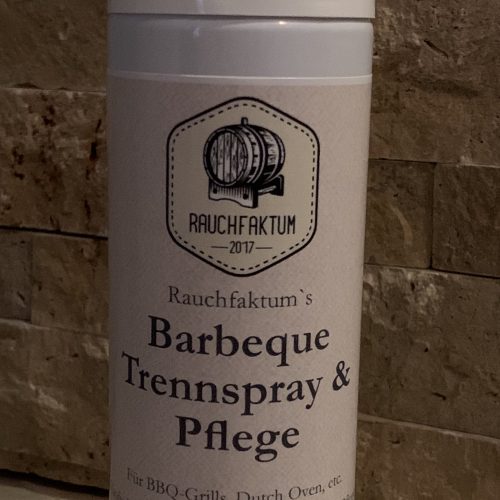 RAUCHFAKTUM
2017
Rauchfaktum`s
Barbeque
Trennspray &
Pflege
Für BBQ-Grills, Dutch Oven, etc.